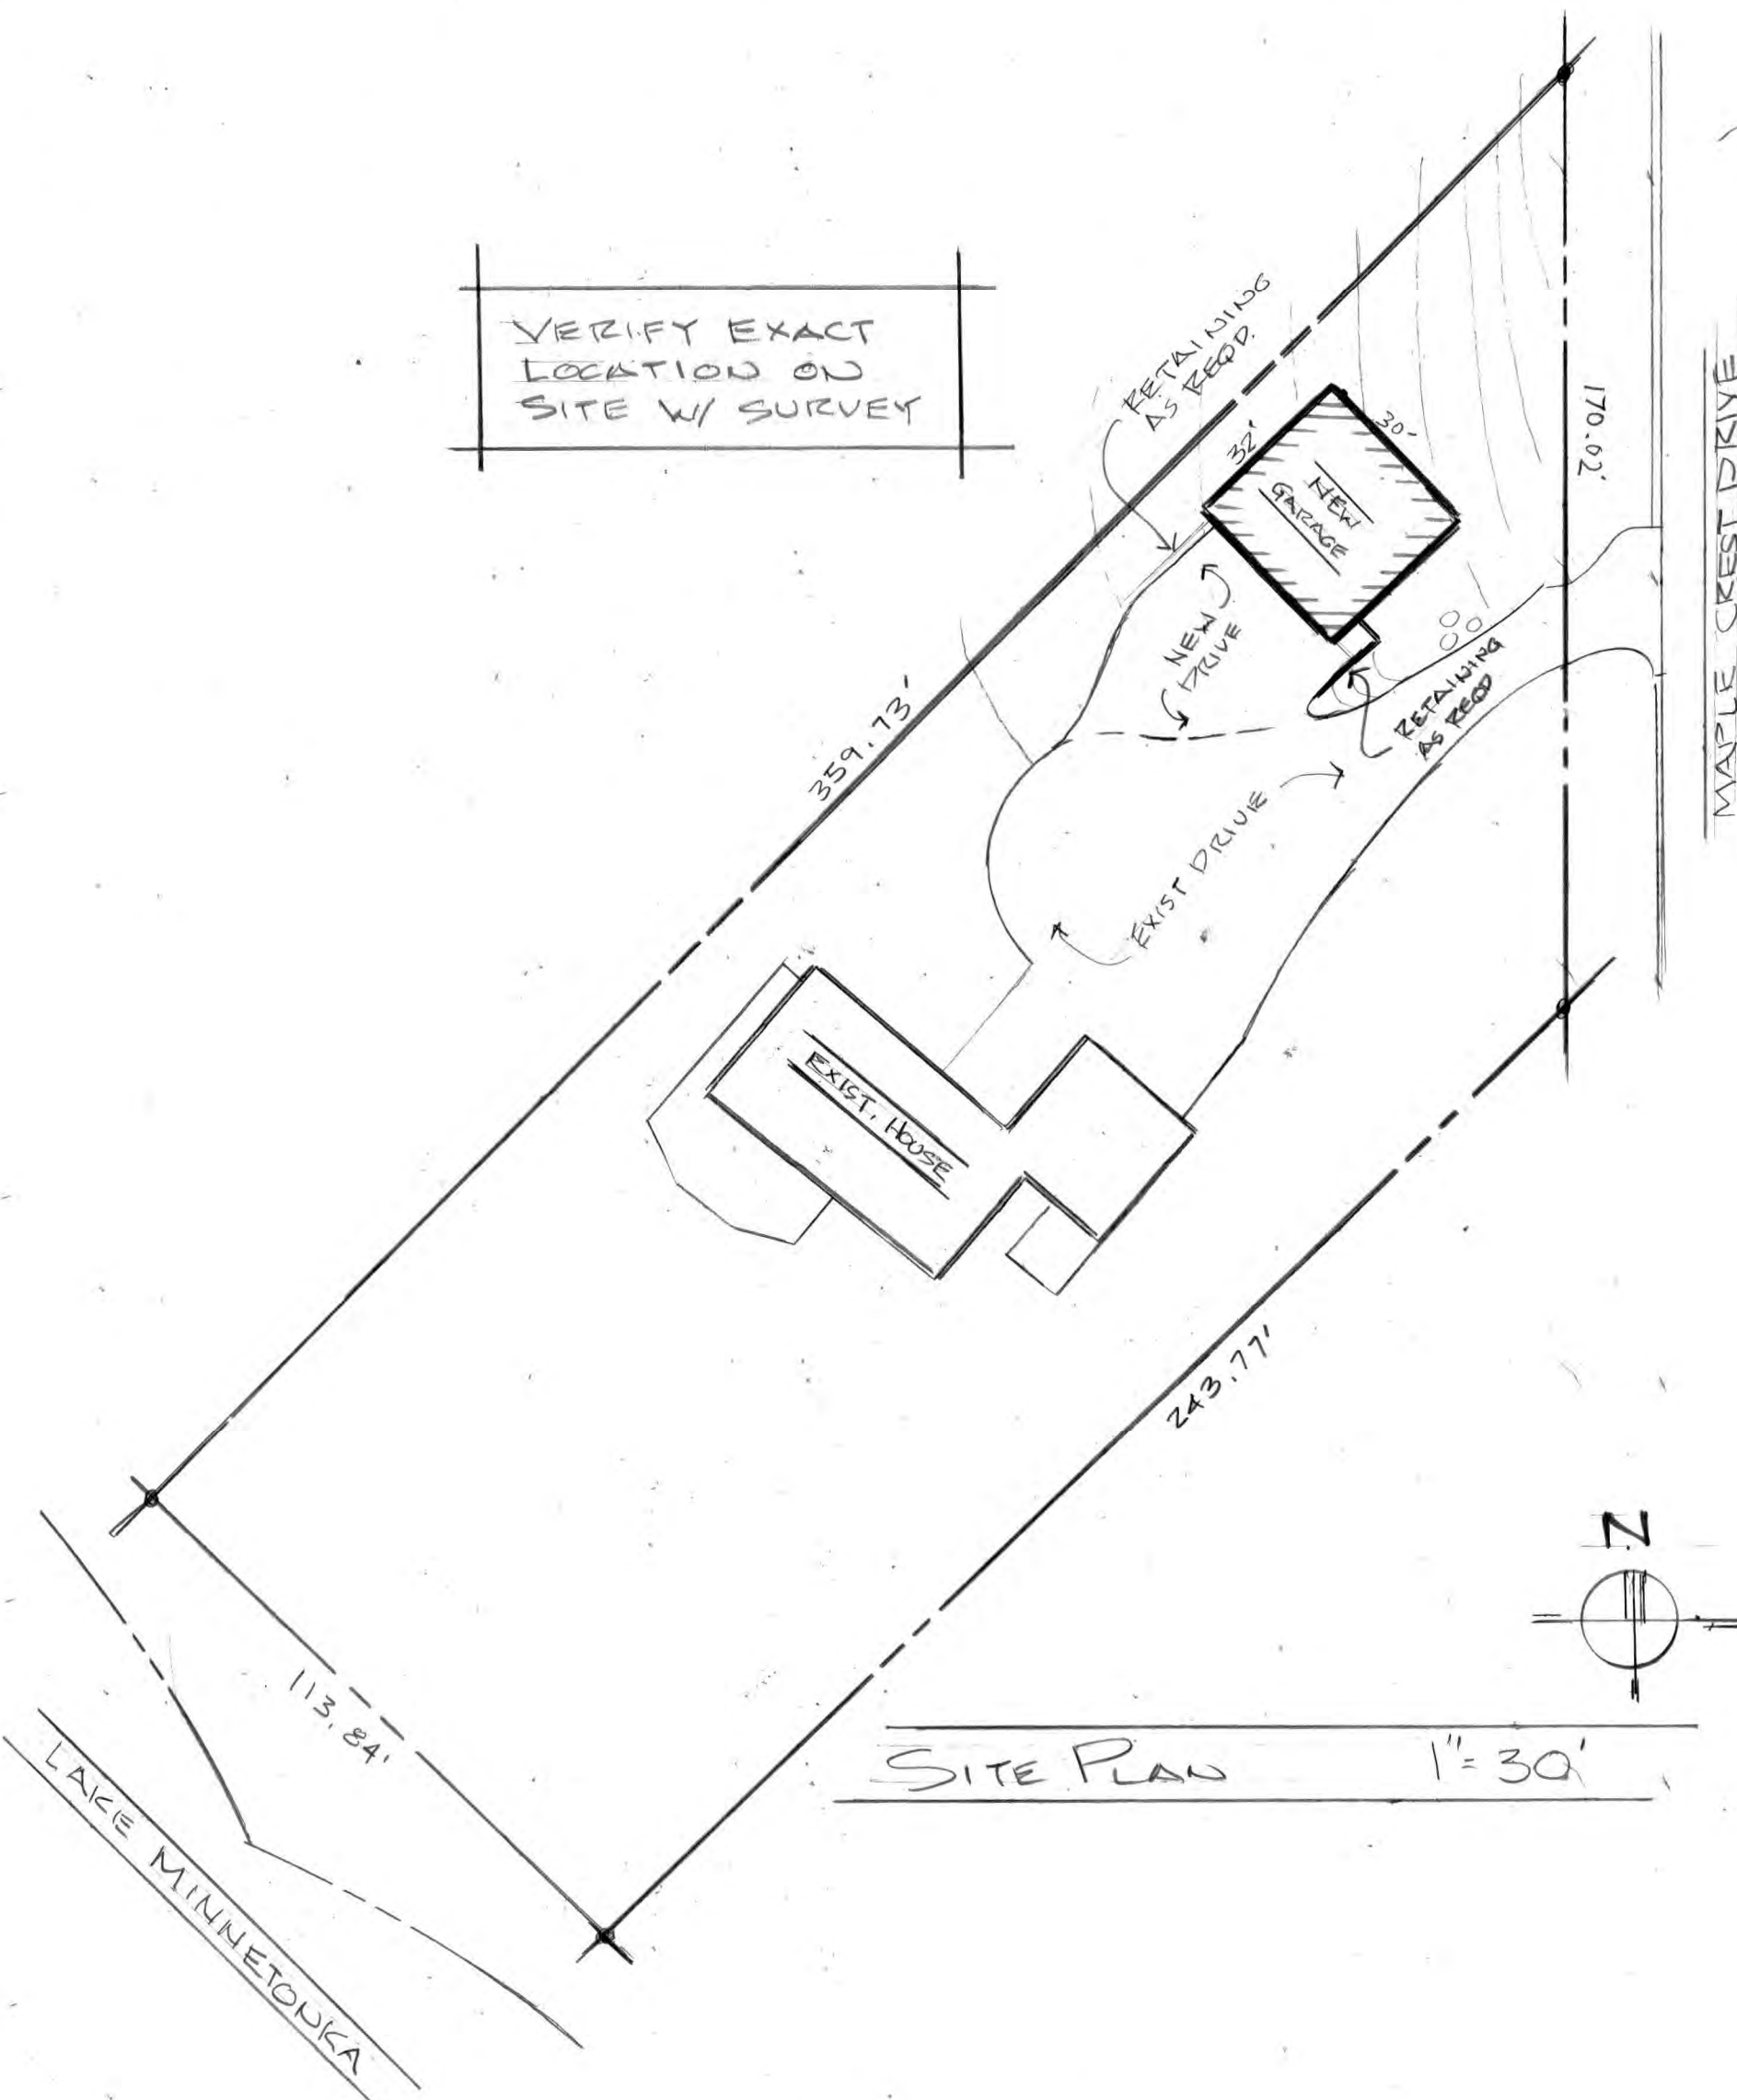 VERIFY EXACT
LOCATION ON
SITE W/ SURVEY
RETAINING
AS REQD.
32'
30'
NEW
GARAGE
170.02'
MAPLE CREST DRIVE
NEW
DRIVE
RETAINING
AS REQD
359.73'
EXIST DRIVE
EXIST. HOUSE
243.77'
N
113.84'
LAKE MINNETONKA
SITE PLAN 1"=30'